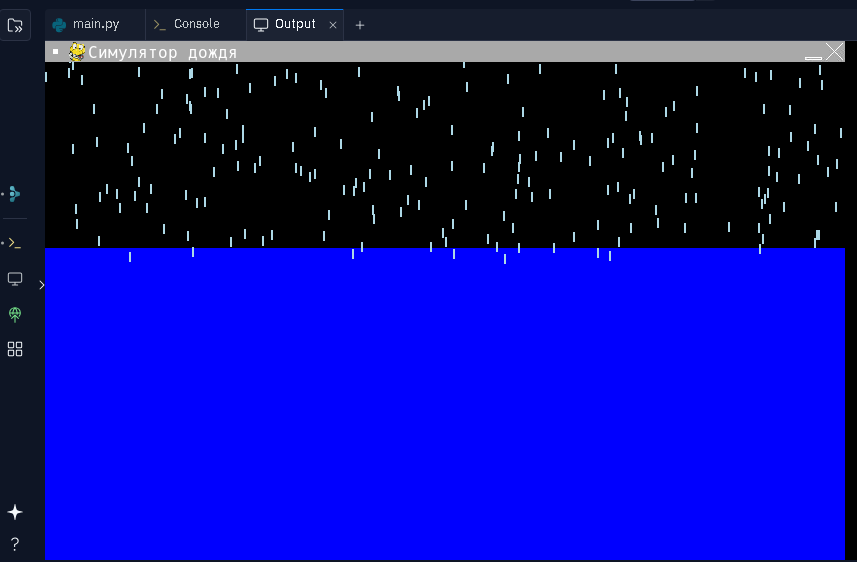 main.py
Console
Output
Симулятор дождя
?